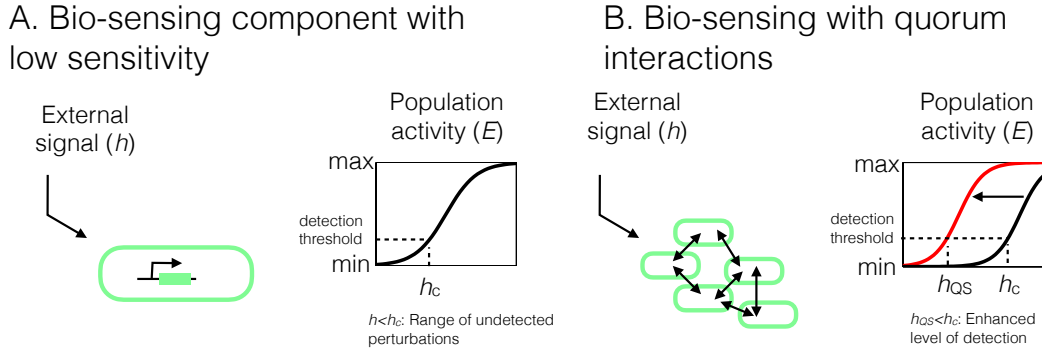 A. Bio-sensing component with
low sensitivity
External
signal (h)
Population
activity (E)
max
detection
threshold
min
hc
h<hc: Range of undetected
perturbations
B. Bio-sensing with quorum
interactions
External
signal (h)
Population
activity (E)
max
detection
threshold
min
hQS
hc
hQS<hc: Enhanced
level of detection